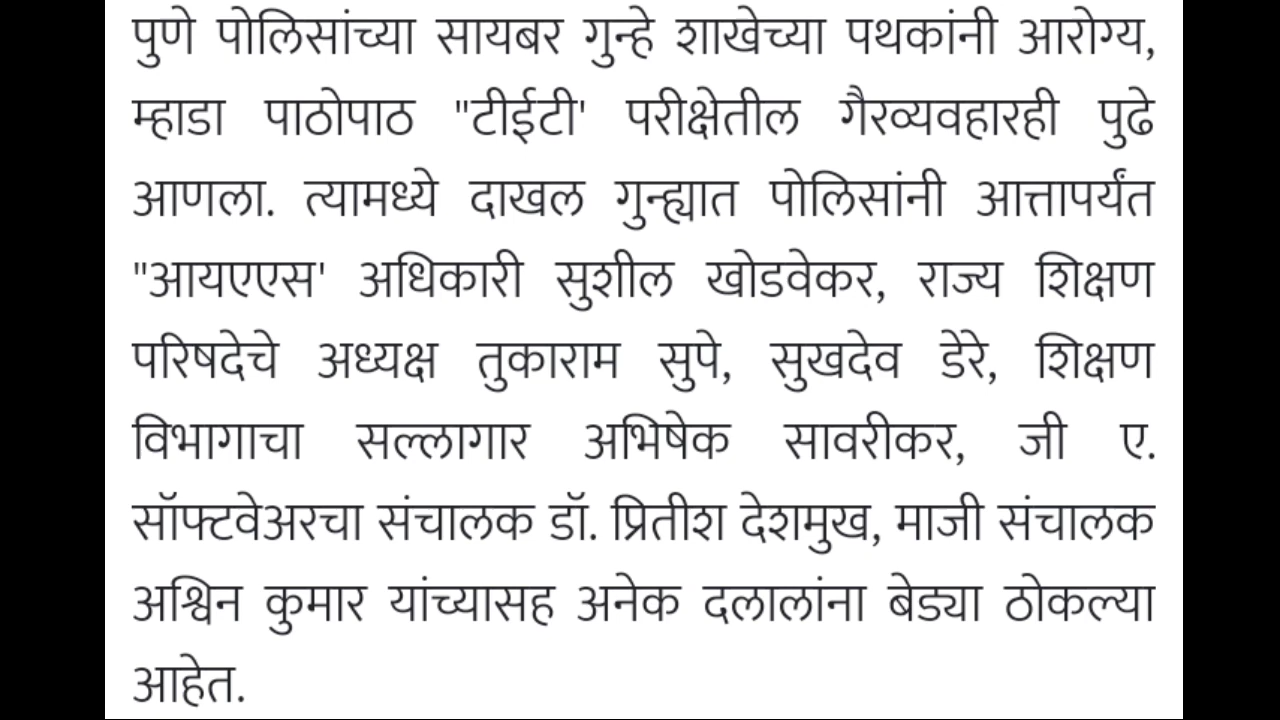 पुणे पोलिसांच्या सायबर गुन्हे शाखेच्या पथकांनी आरोग्य,
म्हाडा पाठोपाठ "टीईटी' परीक्षेतील गैरव्यवहारही पुढे
आणला. त्यामध्ये दाखल गुन्ह्यात पोलिसांनी आत्तापर्यंत
"आयएएस' अधिकारी सुशील खोडवेकर, राज्य शिक्षण
परिषदेचे अध्यक्ष तुकाराम सुपे, सुखदेव डेरे, शिक्षण
विभागाचा सल्लागार अभिषेक सावरीकर, जी ए.
सॉफ्टवेअरचा संचालक डॉ. प्रितीश देशमुख, माजी संचालक
अश्विन कुमार यांच्यासह अनेक दलालांना बेड्या ठोकल्या
आहेत.